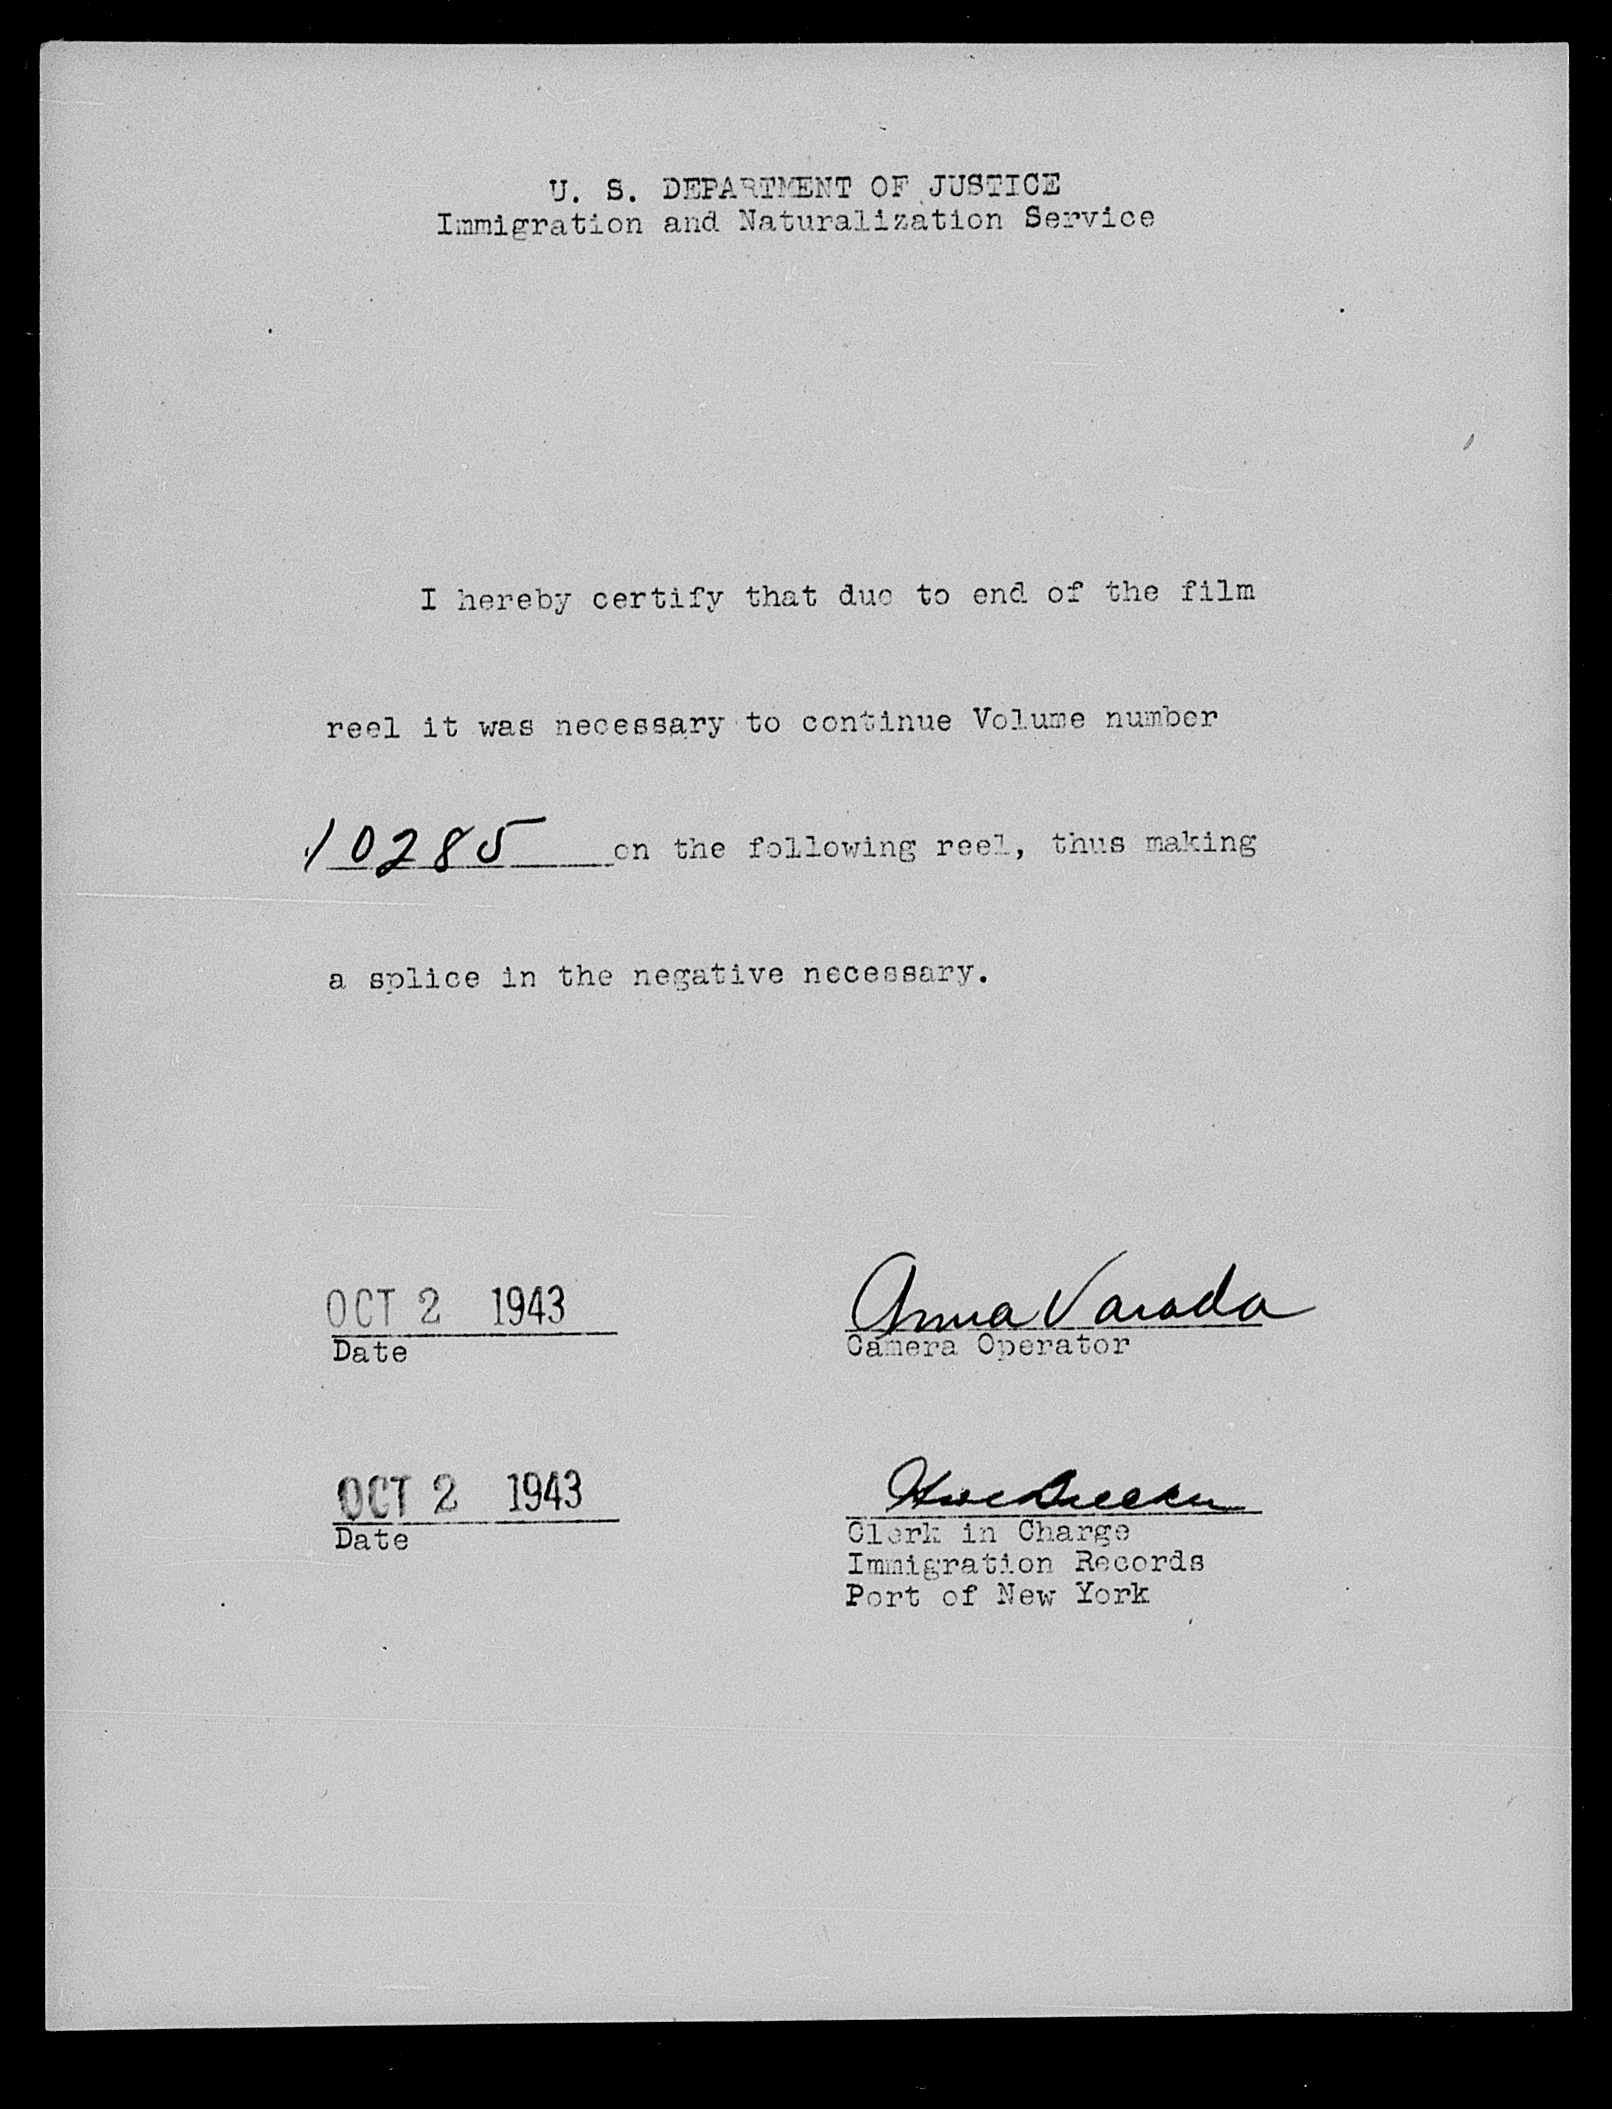 U. S. DEPARTMENT OF JUSTICE
Immigration and Naturalization Service
I hereby certify that due to end of the film
reel it was necessary to continue Volume number
10285 on the following reel, thus making
a splice in the negative necessary.
OCT 2 1943
Date
Anna Varada
Camera Operator
OCT 2 1943
Date
Clerk in Charge
Immigration Records
Port of New York